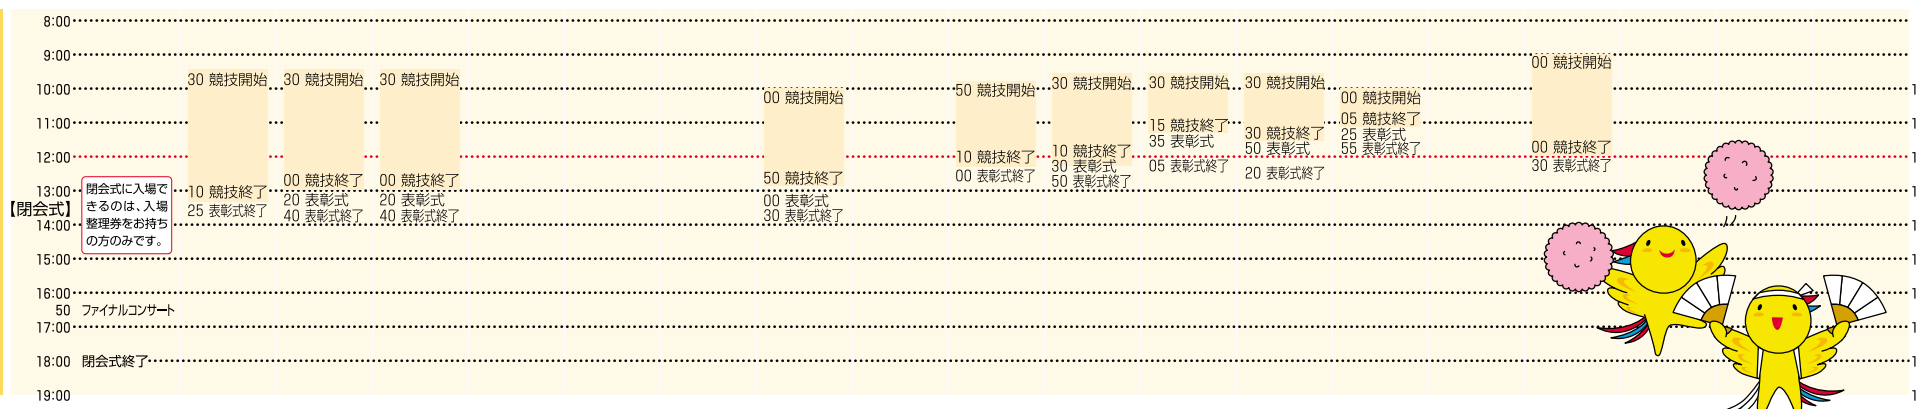 8:00
9:00
10:00
11:00
12:00
13:00
【閉会式】
14:00
15:00
16:00
50 ファイナルコンサート
17:00
18:00 閉会式終了
19:00
閉会式に入場で
きるのは、入場
整理券をお持ち
の方のみです。
30 競技開始
10 競技終了
25 表彰式終了
30 競技開始
00 競技終了
20 表彰式
40 表彰式終了
30 競技開始
00 競技終了
20 表彰式
40 表彰式終了
00 競技開始
50 競技終了
00 表彰式
30 表彰式終了
50 競技開始
10 競技終了
00 表彰式終了
30 競技開始
10 競技終了
30 表彰式
50 表彰式終了
30 競技開始
15 競技終了
35 表彰式
05 表彰式終了
30 競技開始
30 競技終了
50 表彰式
20 表彰式終了
00 競技開始
05 競技終了
25 表彰式
55 表彰式終了
00 競技開始
00 競技終了
30 表彰式終了